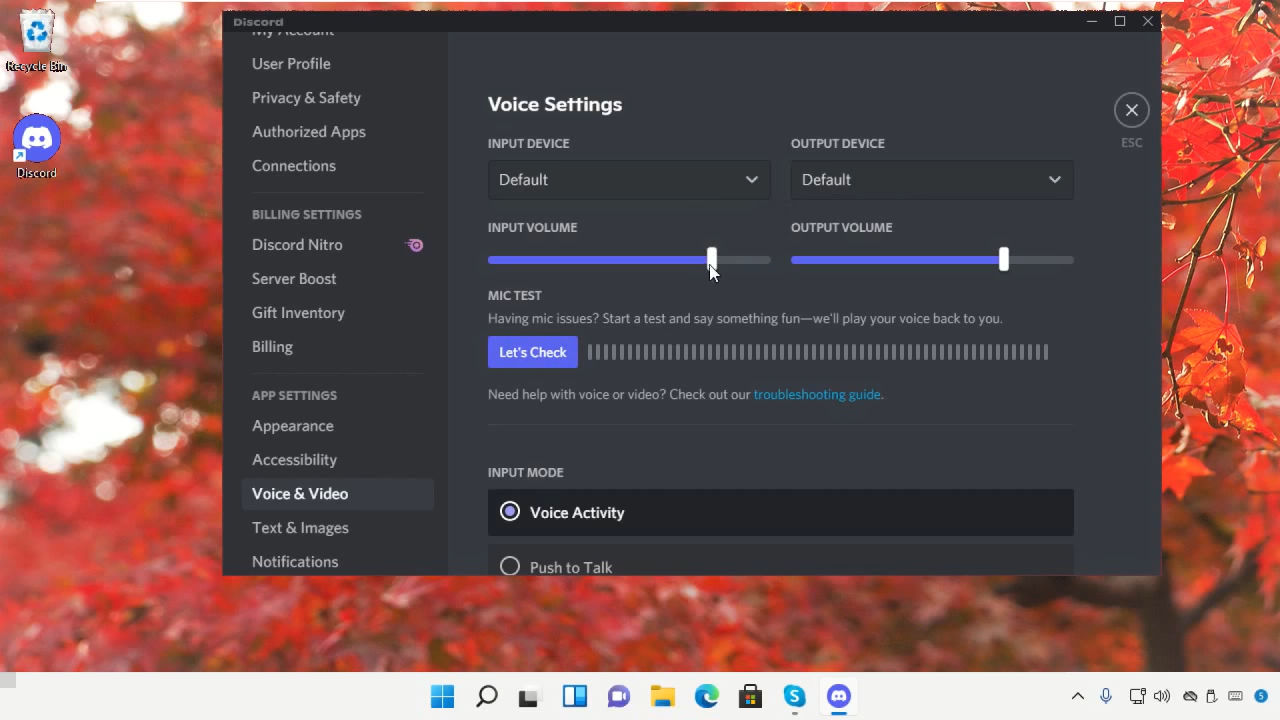 Discord
Recycle Bin
Discord
My Account
User Profile
Privacy & Safety
Authorized Apps
Connections
BILLING SETTINGS
Discord Nitro
Server Boost
Gift Inventory
Billing
APP SETTINGS
Appearance
Accessibility
Voice & Video
Text & Images
Notifications
Voice Settings
INPUT DEVICE
OUTPUT DEVICE
Default
Default
INPUT VOLUME
OUTPUT VOLUME
MIC TEST
Having mic issues? Start a test and say something fun—we'll play your voice back to you.
Let's Check
Need help with voice or video? Check out our troubleshooting guide.
INPUT MODE
Voice Activity
Push to Talk
ESC
S
5